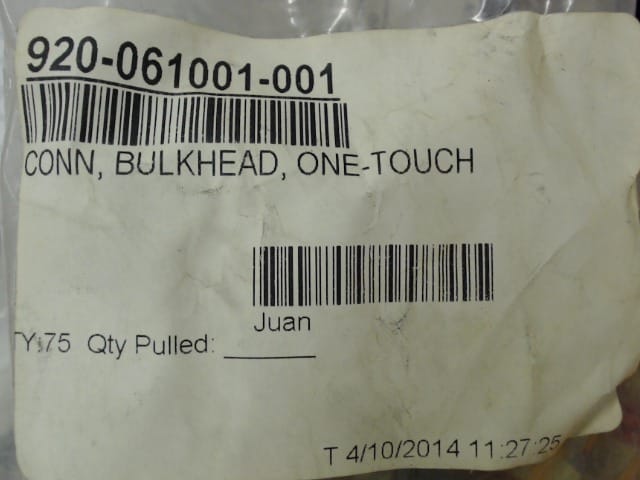 920-061001-001
CONN, BULKHEAD, ONE-TOUCH
Juan
TY:75 Qty Pulled:
T 4/10/2014 11:27:25